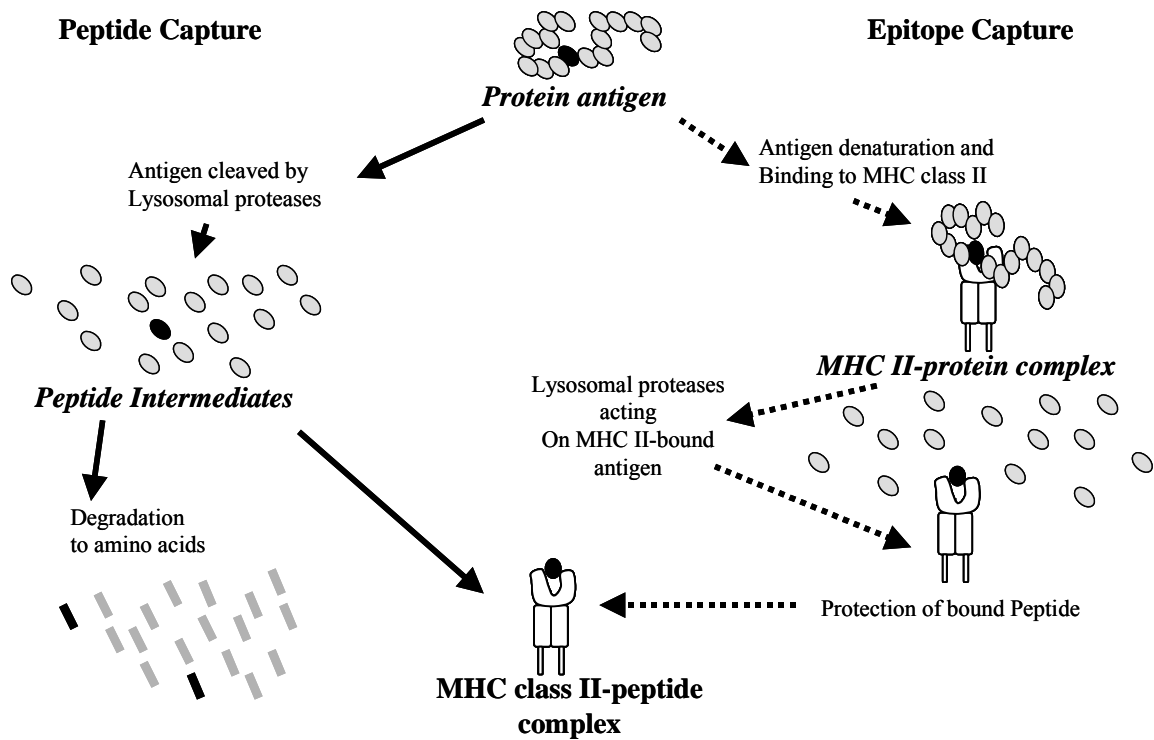 Peptide Capture
Epitope Capture
Protein antigen
Antigen cleaved by
Lysosomal proteases
Antigen denaturation and
Binding to MHC class II
Peptide Intermediates
MHC II-protein complex
Lysosomal proteases
acting
On MHC II-bound
antigen
Degradation
to amino acids
Protection of bound Peptide
MHC class II-peptide
complex